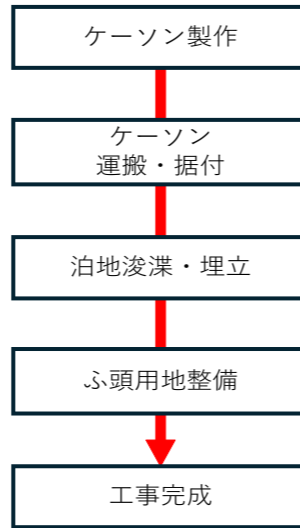 ケーソン製作
ケーソン
運搬・据付
泊地浚渫・埋立
ふ頭用地整備
工事完成